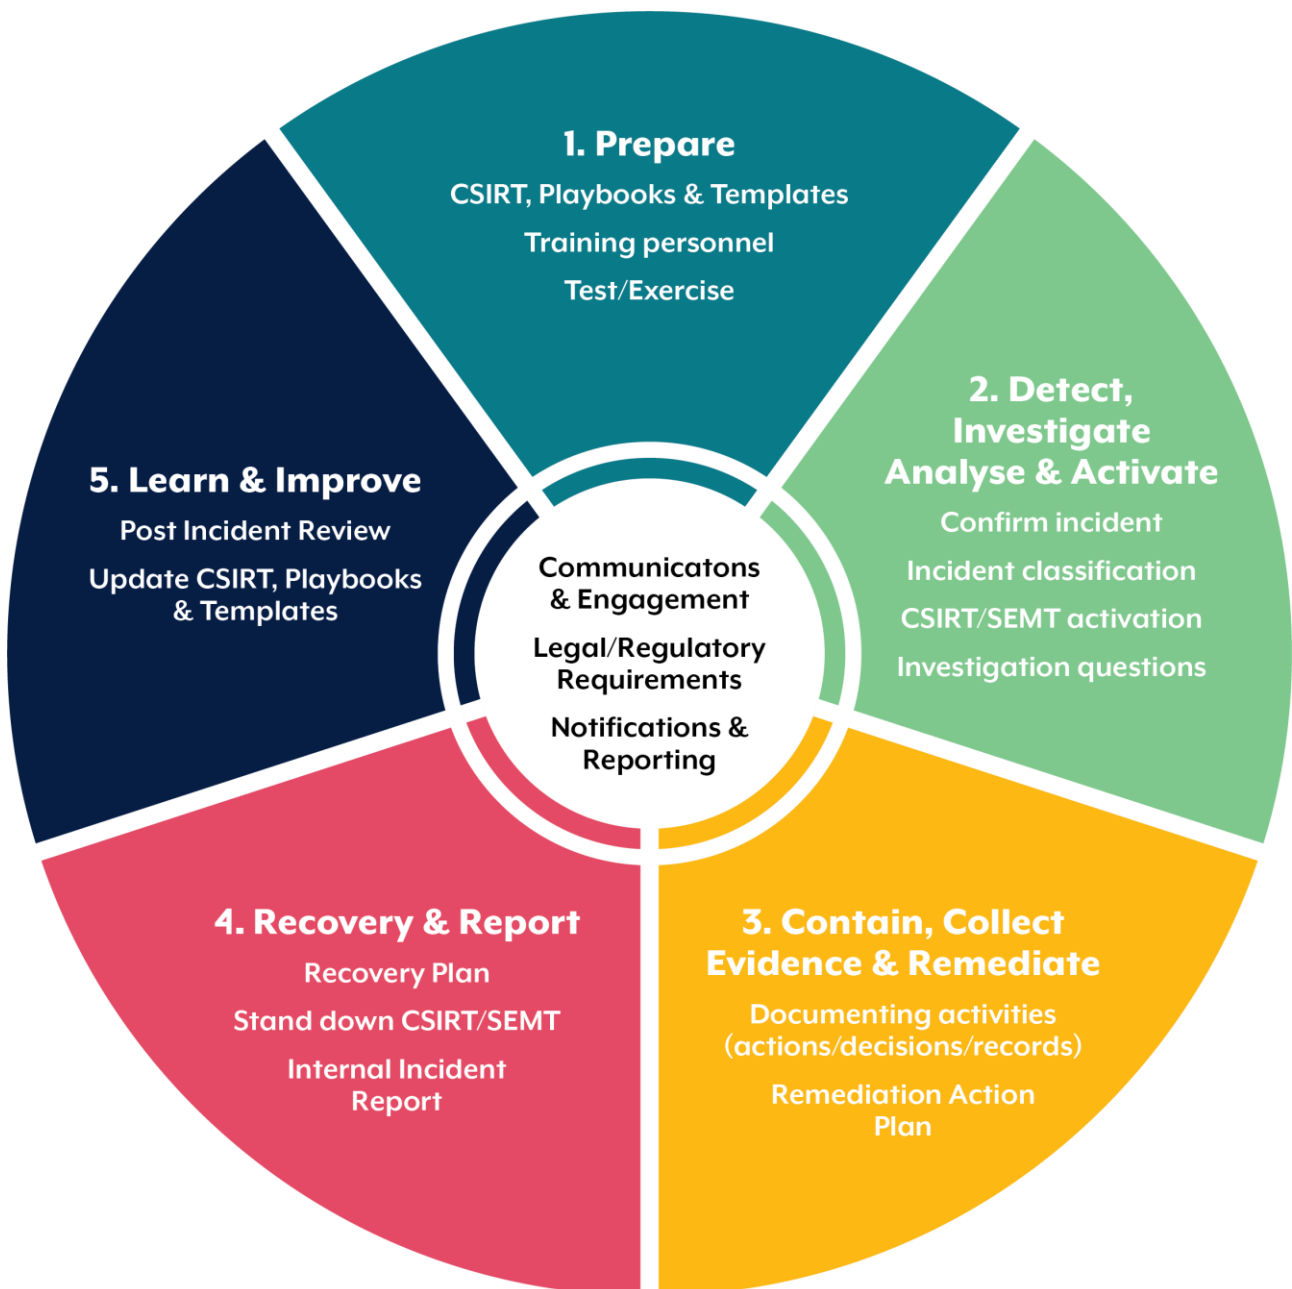 1. Prepare
CSIRT, Playbooks & Templates
Training personnel
Test/Exercise
2. Detect,
Investigate
Analyse & Activate
Confirm incident
Incident classification
CSIRT/SEMT activation
Investigation questions
3. Contain, Collect
Evidence & Remediate
Documenting activities
(actions/decisions/records)
Remediation Action
Plan
4. Recovery & Report
Recovery Plan
Stand down CSIRT/SEMT
Internal Incident
Report
5. Learn & Improve
Post Incident Review
Update CSIRT, Playbooks
& Templates
Communicatons
& Engagement
Legal/Regulatory
Requirements
Notifications &
Reporting